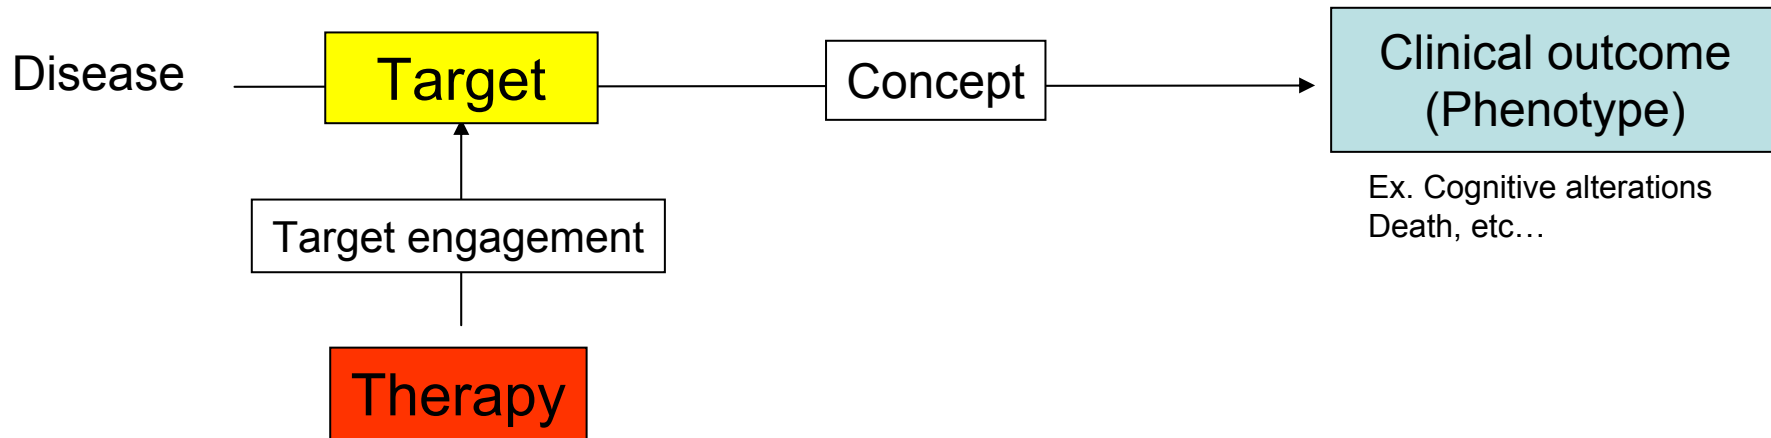 Disease
Target
Concept
Clinical outcome
(Phenotype)
Ex. Cognitive alterations
Death, etc…
Target engagement
Therapy